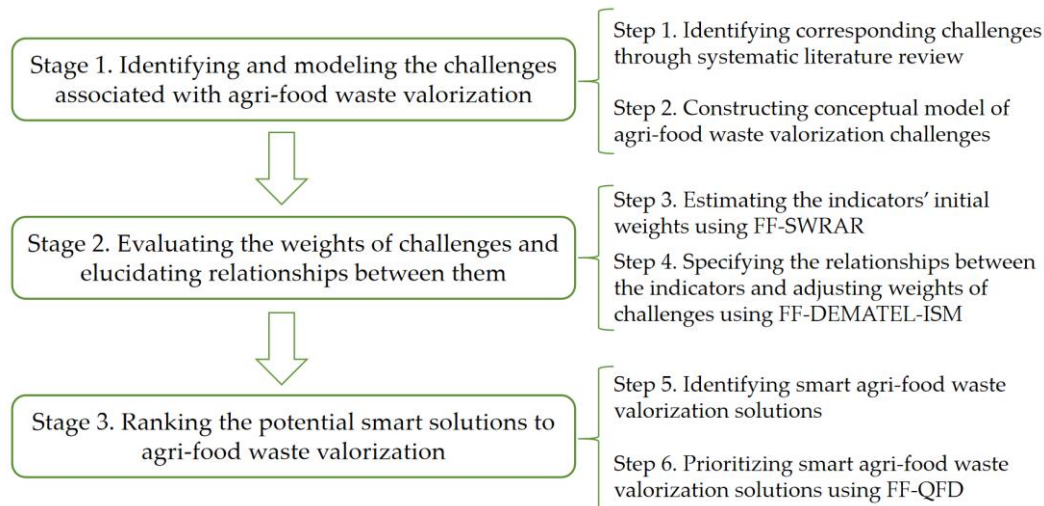 Stage 1. Identifying and modeling the challenges
associated with agri-food waste valorization
Step 1. Identifying corresponding challenges
through systematic literature review
Step 2. Constructing conceptual model of
agri-food waste valorization challenges
Stage 2. Evaluating the weights of challenges and
elucidating relationships between them
Step 3. Estimating the indicators' initial
weights using FF-SWRAR
Step 4. Specifying the relationships between
the indicators and adjusting weights of
challenges using FF-DEMATEL-ISM
Stage 3. Ranking the potential smart solutions to
agri-food waste valorization
Step 5. Identifying smart agri-food waste
valorization solutions
Step 6. Prioritizing smart agri-food waste
valorization solutions using FF-QFD